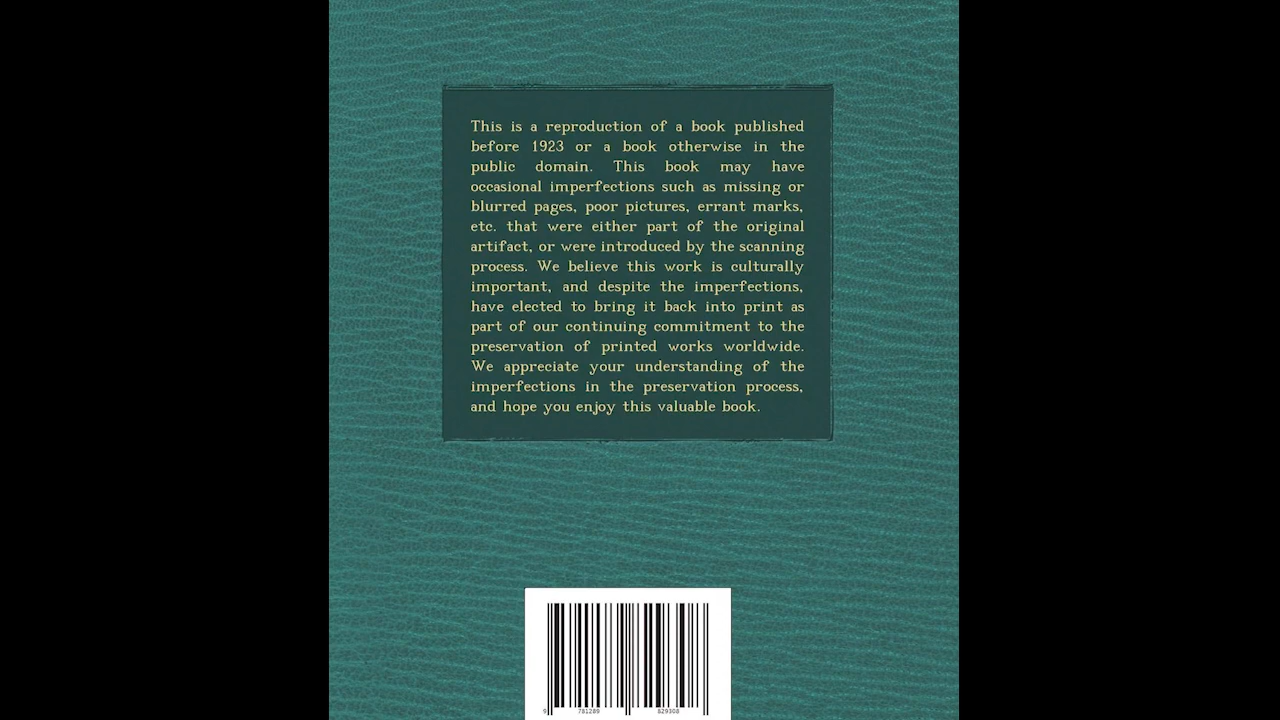 This is a reproduction of a book published
before 1923 or a book otherwise in the
public domain. This book may have
occasional imperfections such as missing or
blurred pages, poor pictures, errant marks,
etc. that were either part of the original
artifact, or were introduced by the scanning
process. We believe this work is culturally
important, and despite the imperfections,
have elected to bring it back into print as
part of our continuing commitment to the
preservation of printed works worldwide.
We appreciate your understanding of the
imperfections in the preservation process,
and hope you enjoy this valuable book.
9 781289 829308